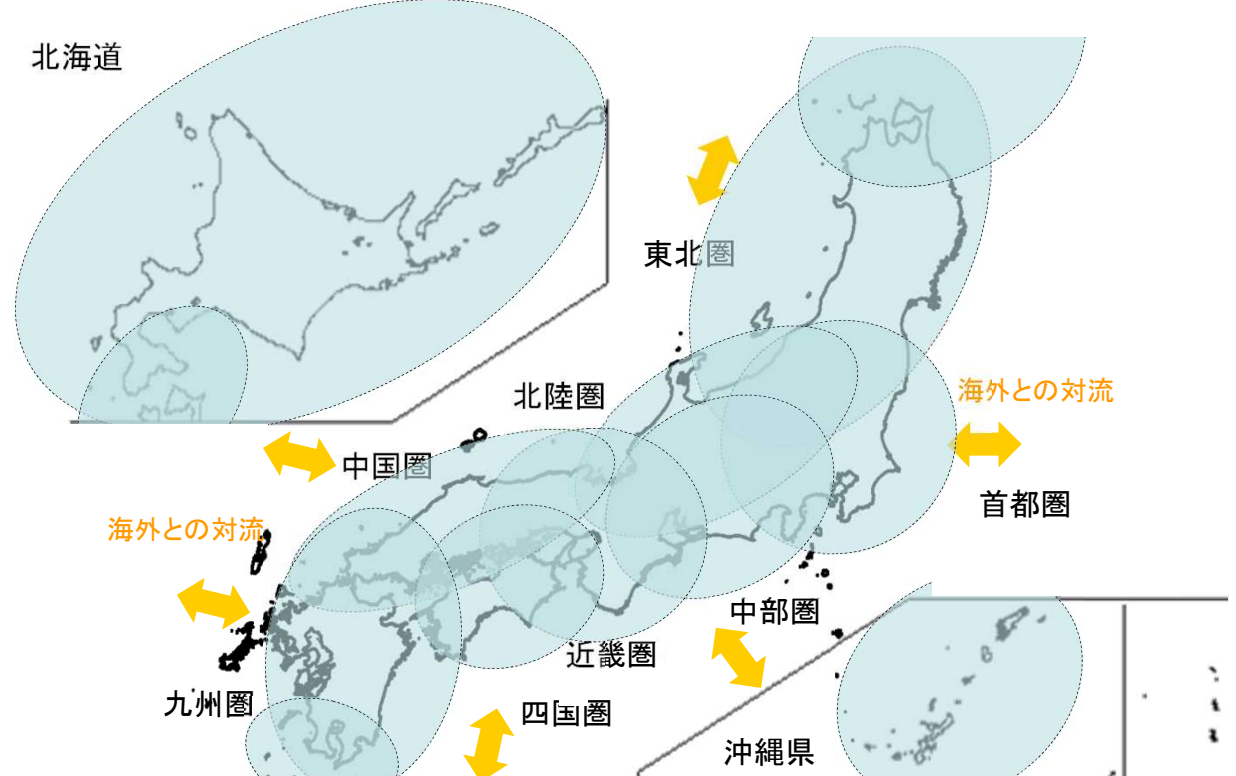 北海道
東北圏
北陸圏
海外との対流
中国圏
首都圏
海外との対流
中部圏
近畿圏
九州圏
四国圏
沖縄県